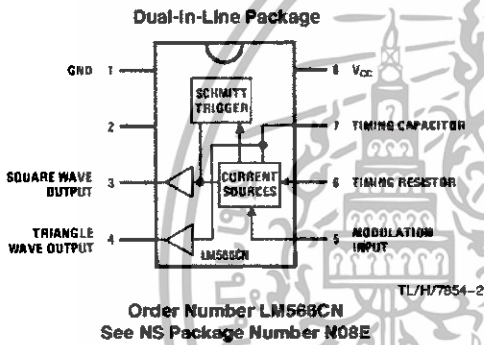 Dual-In-Line Package
GND 1
8 VCC
SCHMITT
TRIGGER
2
7 TIMING CAPACITOR
SQUARE WAVE
OUTPUT
3
CURRENT
SOURCES
6 TIMING RESISTOR
TRIANGLE
WAVE OUTPUT
4
5 MODULATION
INPUT
LM566CN
TL/H/7854-2
Order Number LM566CN
See NS Package Number N08E